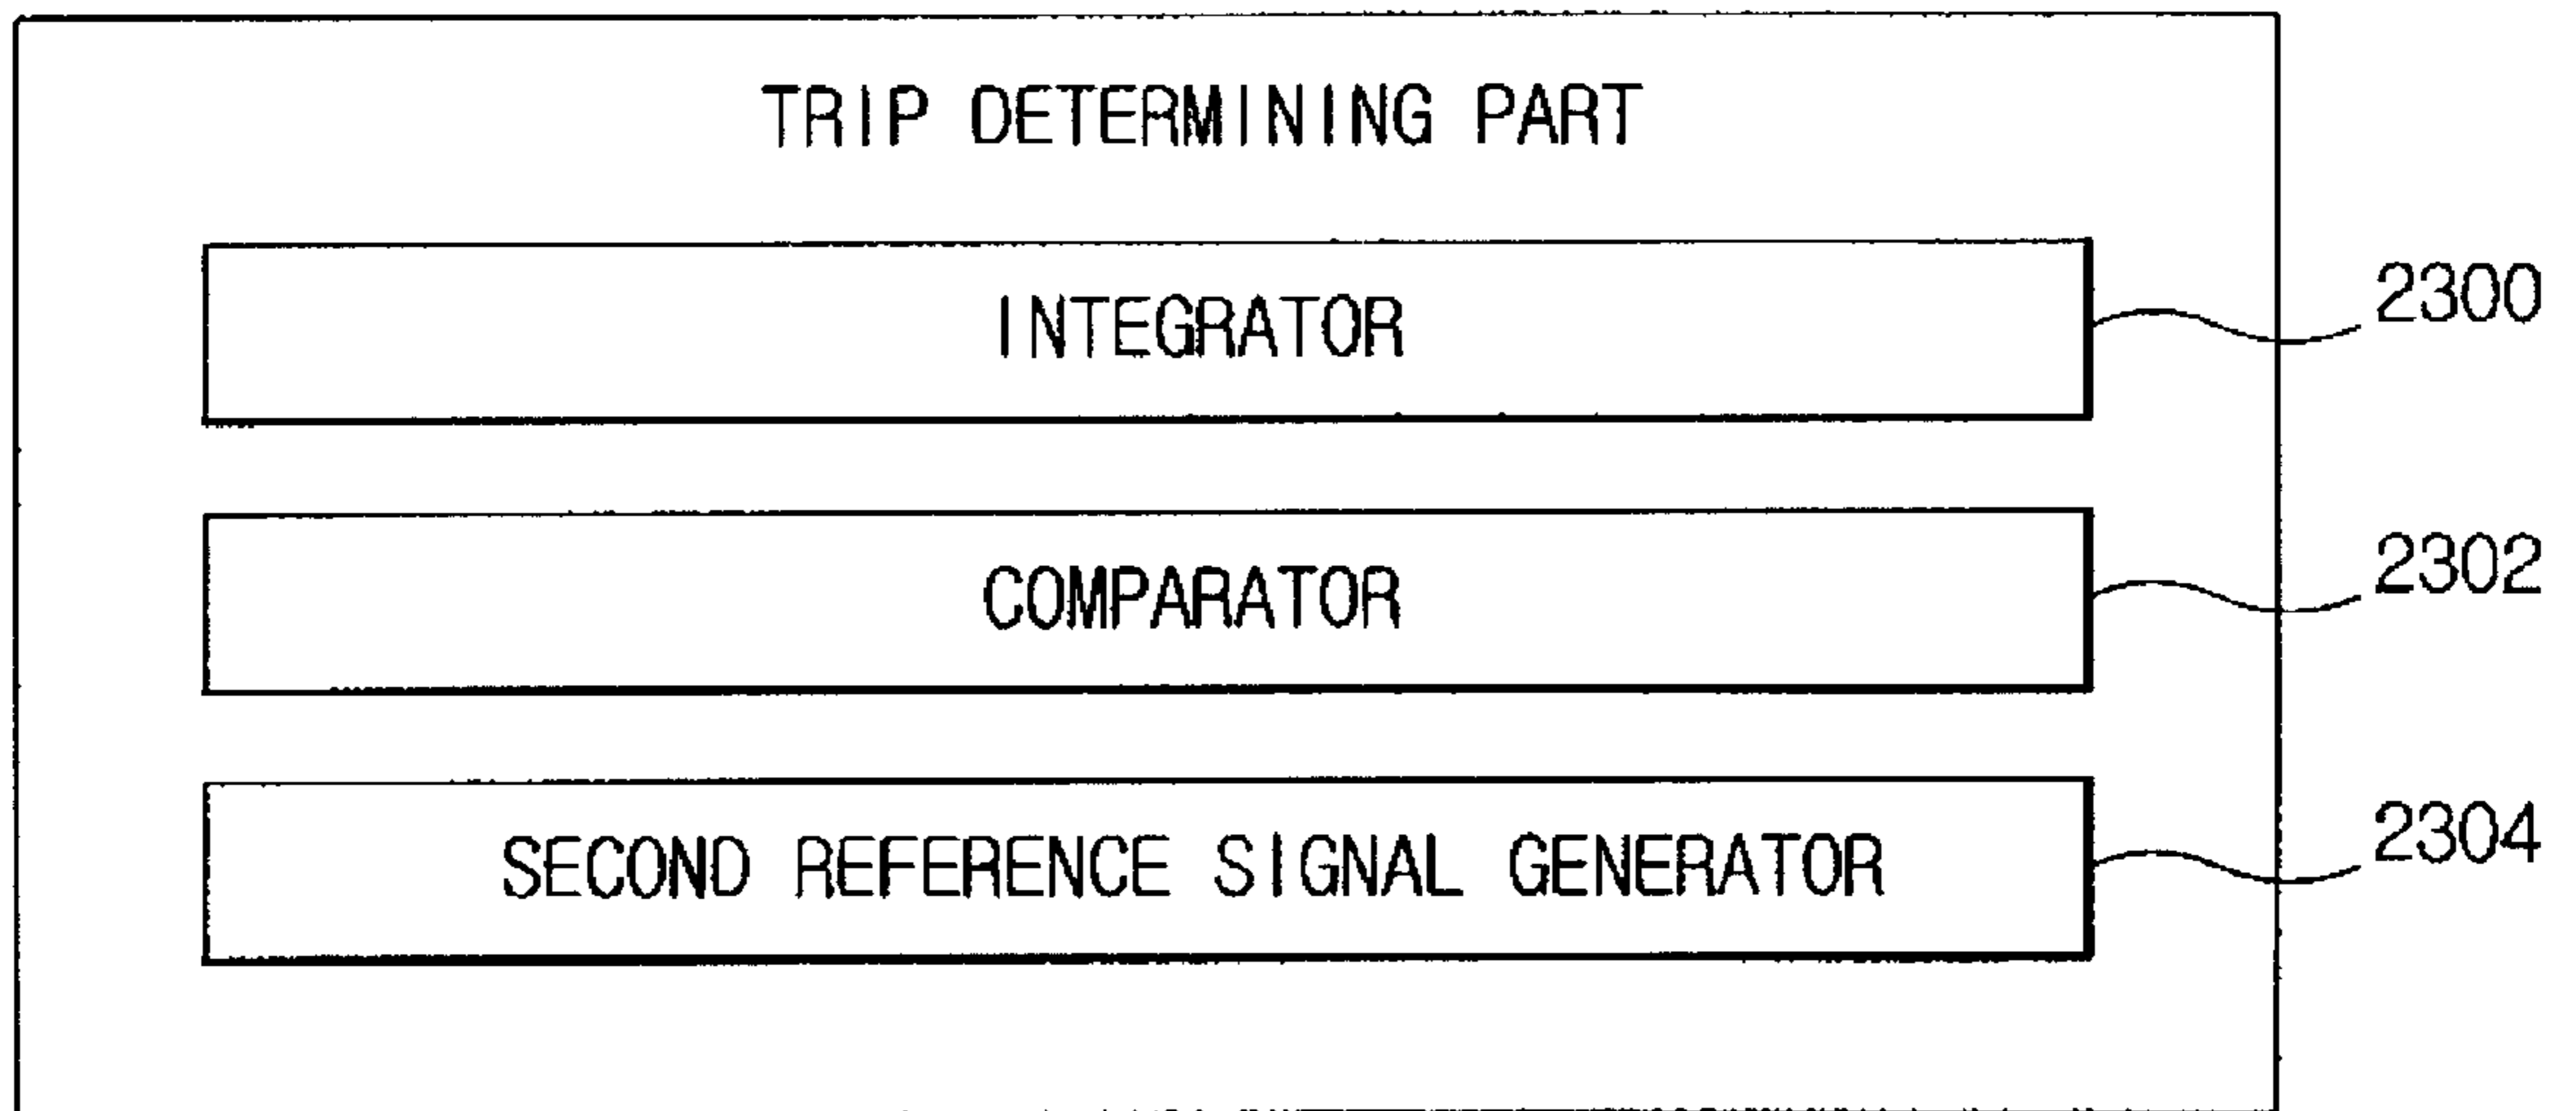 TRIP DETERMINING PART
INTEGRATOR
2300
COMPARATOR
2302
SECOND REFERENCE SIGNAL GENERATOR
2304